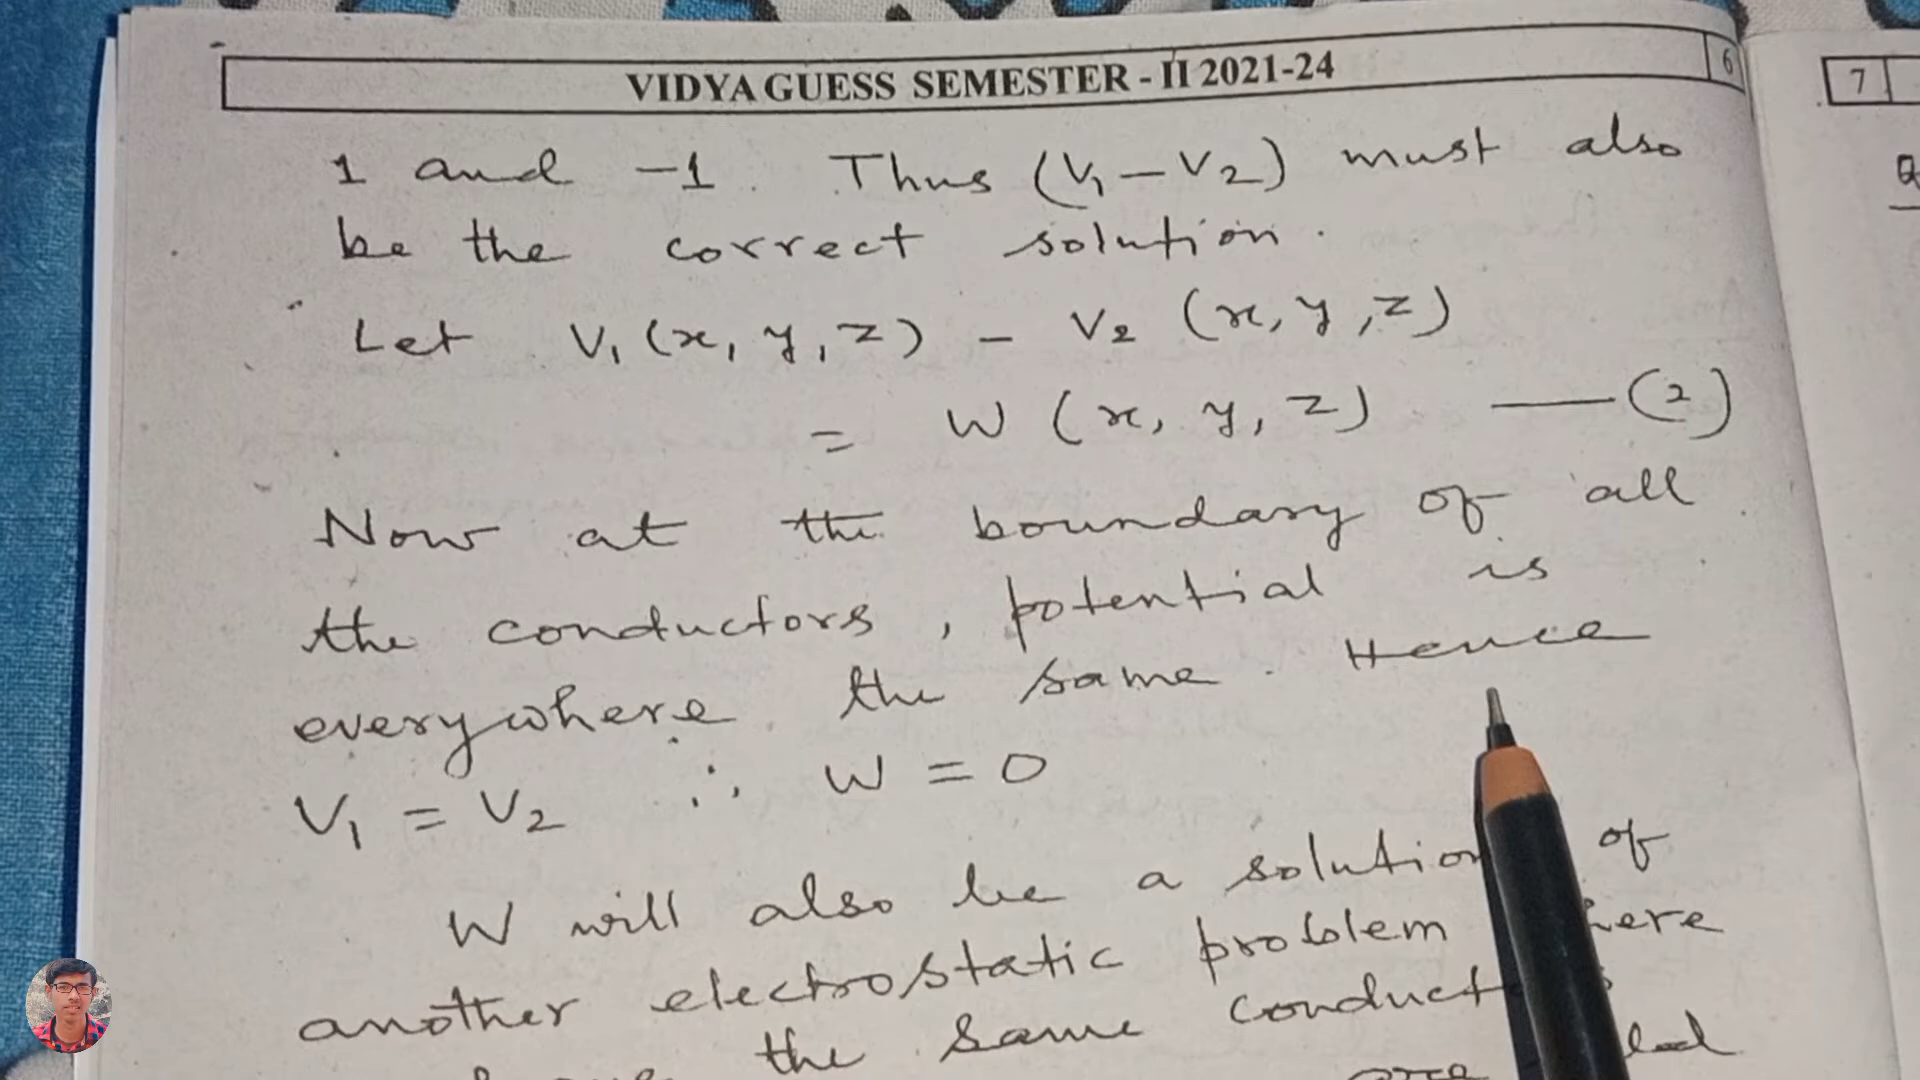 VIDYA GUESS SEMESTER - II 2021-24 6
1 and -1. Thus (V₁ - V₂) must also
be the correct solution.
Let V₁ (x, y, z) - V₂ (x, y, z)
= W (x, y, z) —(2)
Now at the boundary of all
the conductors, potential is
everywhere the same. Hence
V₁ = V₂ ∴ W = 0
W will also be a solution of
another electrostatic problem
the same
7
Q